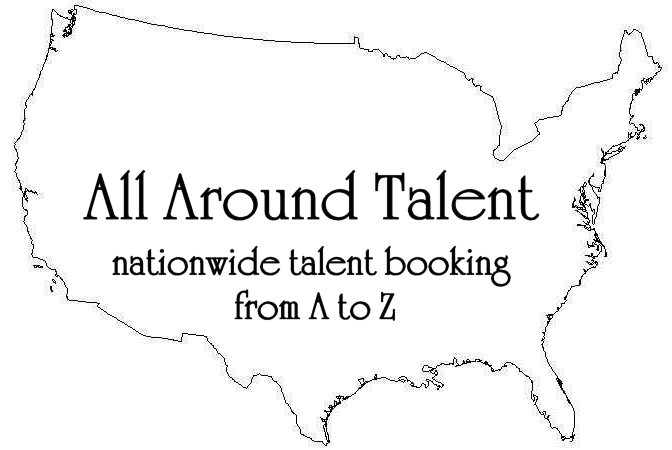 All Around Talent
nationwide talent booking
from A to Z